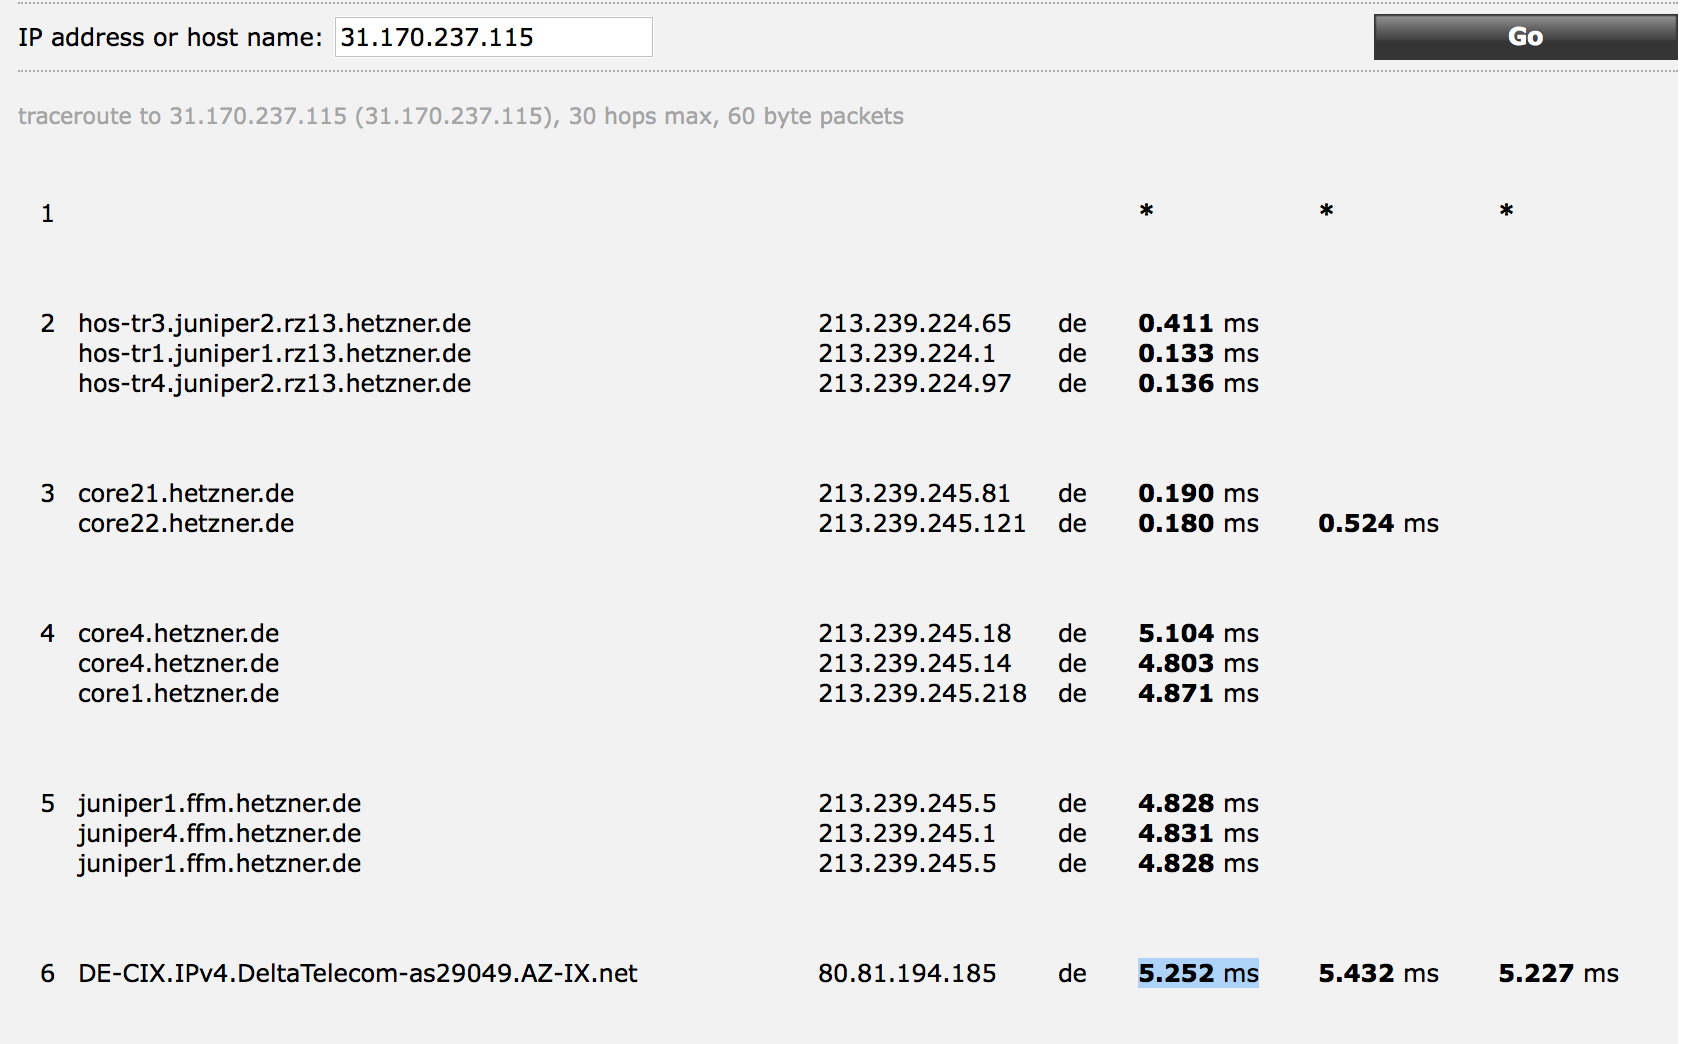 IP address or host name: 31.170.237.115 Go
traceroute to 31.170.237.115 (31.170.237.115), 30 hops max, 60 byte packets
1 * * *
2 hos-tr3.juniper2.rz13.hetzner.de 213.239.224.65 de 0.411 ms
hos-tr1.juniper1.rz13.hetzner.de 213.239.224.1 de 0.133 ms
hos-tr4.juniper2.rz13.hetzner.de 213.239.224.97 de 0.136 ms
3 core21.hetzner.de 213.239.245.81 de 0.190 ms
core22.hetzner.de 213.239.245.121 de 0.180 ms 0.524 ms
4 core4.hetzner.de 213.239.245.18 de 5.104 ms
core4.hetzner.de 213.239.245.14 de 4.803 ms
core1.hetzner.de 213.239.245.218 de 4.871 ms
5 juniper1.ffm.hetzner.de 213.239.245.5 de 4.828 ms
juniper4.ffm.hetzner.de 213.239.245.1 de 4.831 ms
juniper1.ffm.hetzner.de 213.239.245.5 de 4.828 ms
6 DE-CIX.IPv4.DeltaTelecom-as29049.AZ-IX.net 80.81.194.185 de 5.252 ms 5.432 ms 5.227 ms